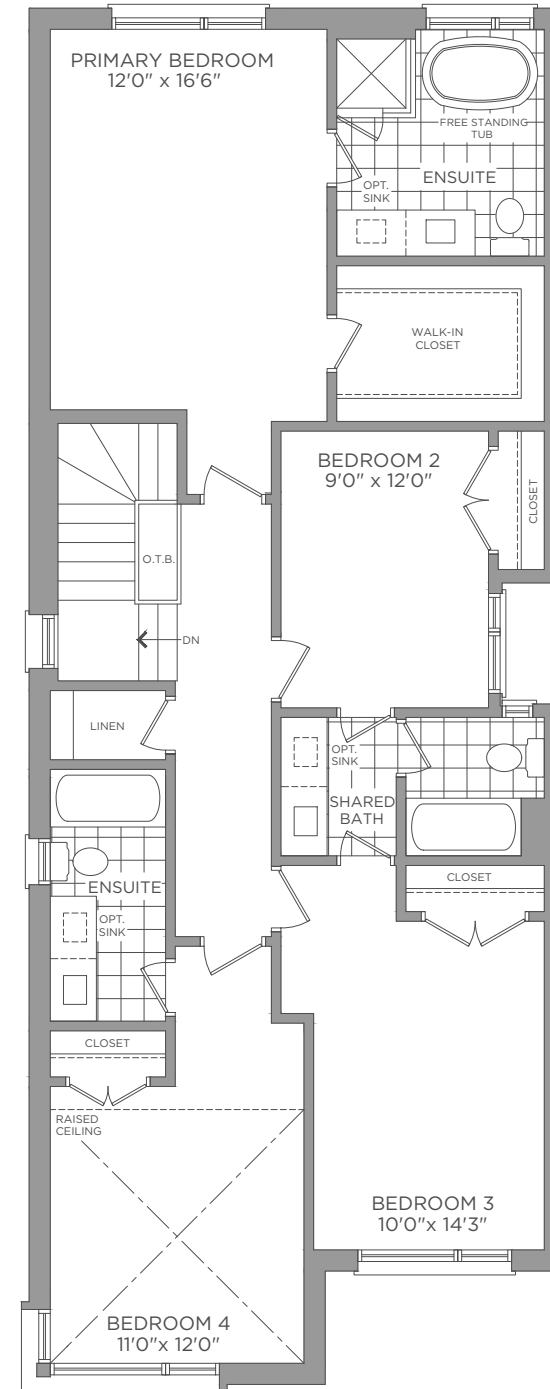 PRIMARY BEDROOM
12'0" x 16'6"
FREE STANDING
TUB
ENSUITE
OPT.
SINK
WALK-IN
CLOSET
BEDROOM 2
9'0" x 12'0"
CLOSET
O.T.B.
DN
LINEN
OPT.
SINK
SHARED
BATH
ENSUITE
OPT.
SINK
CLOSET
CLOSET
RAISED
CEILING
BEDROOM 3
10'0"x 14'3"
BEDROOM 4
11'0"x 12'0"